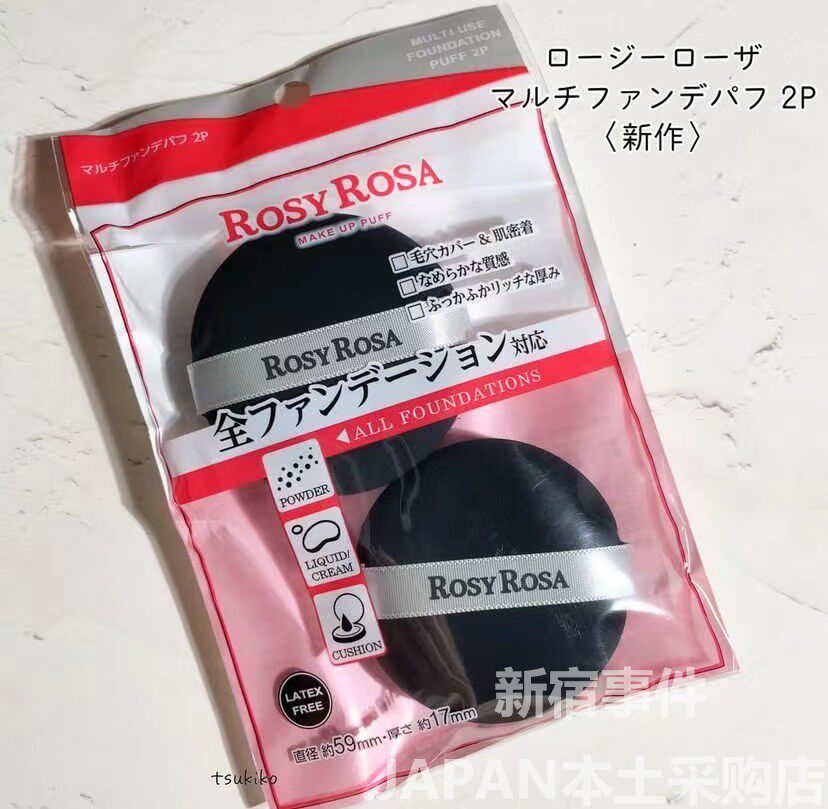 ロージーローザ
マルチファンデパフ 2P
〈新作〉
MULTI USE
FOUNDATION
PUFF 2P
マルチファンデパフ 2P
ROSY ROSA
MAKE UP PUFF
□ 毛穴カバー & 肌密着
□ なめらかな質感
□ ふっかふかリッチな厚み
ROSY ROSA
全ファンデーション対応
◀ALL FOUNDATIONS
POWDER
LIQUID/
CREAM
CUSHION
ROSY ROSA
LATEX
FREE
直径 約59mm・厚さ 約17mm
新宿事件
tsukiko
JAPAN本土采购店